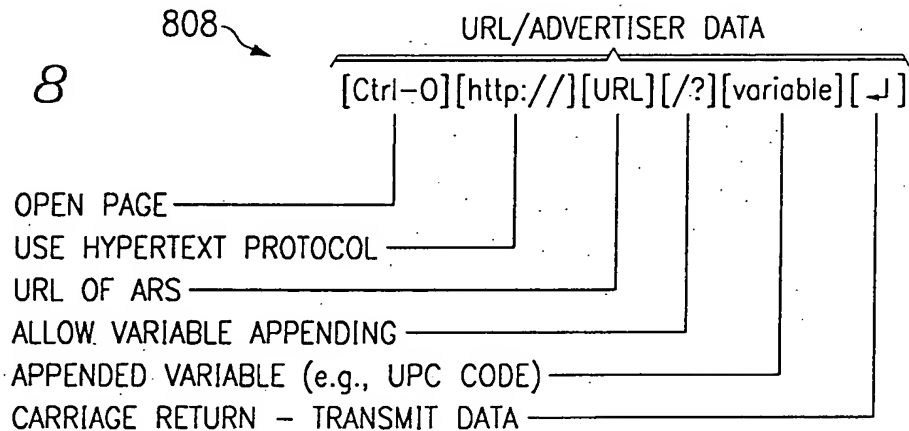 808
URL/ADVERTISER DATA
8
[Ctrl-O][http://][URL][/?][variable][↵]
OPEN PAGE
USE HYPERTEXT PROTOCOL
URL OF ARS
ALLOW VARIABLE APPENDING
APPENDED VARIABLE (e.g., UPC CODE)
CARRIAGE RETURN – TRANSMIT DATA